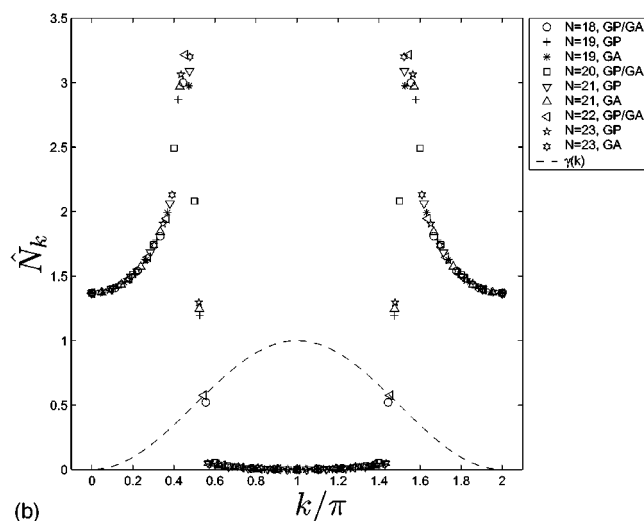 3.5
3
2.5
2
1.5
1
0.5
0
N̂k
0 0.2 0.4 0.6 0.8 1.0 1.2 1.4 1.6 1.8 2
k/π
(b)
N=18, GP/GA
N=19, GP
N=19, GA
N=20, GP/GA
N=21, GP
N=21, GA
N=22, GP/GA
N=23, GP
N=23, GA
γ(k)